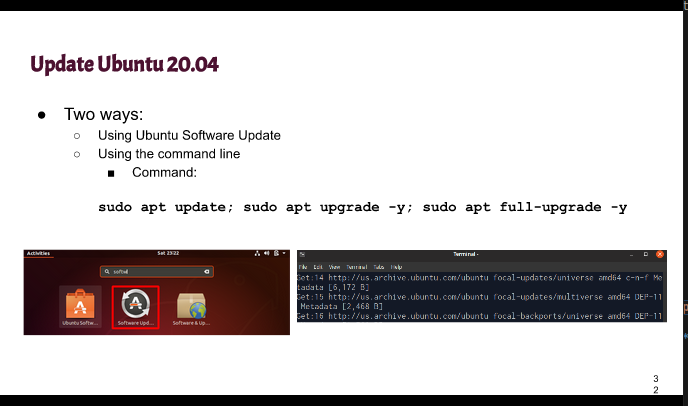 Update Ubuntu 20.04
● Two ways:
○ Using Ubuntu Software Update
○ Using the command line
■ Command:
sudo apt update; sudo apt upgrade -y; sudo apt full-upgrade -y
Activities
Sat 23:22
Ubuntu Softw...
Software Upd...
Software & Up...
Terminal -
File Edit View Terminal Tabs Help
Get:14 http://us.archive.ubuntu.com/ubuntu focal-updates/universe amd64 c-n-f Me
tadata [6,172 B]
Get:15 http://us.archive.ubuntu.com/ubuntu focal-updates/multiverse amd64 DEP-11
Metadata [2,468 B]
Get:16 http://us.archive.ubuntu.com/ubuntu focal-backports/universe amd64 DEP-11
3
2